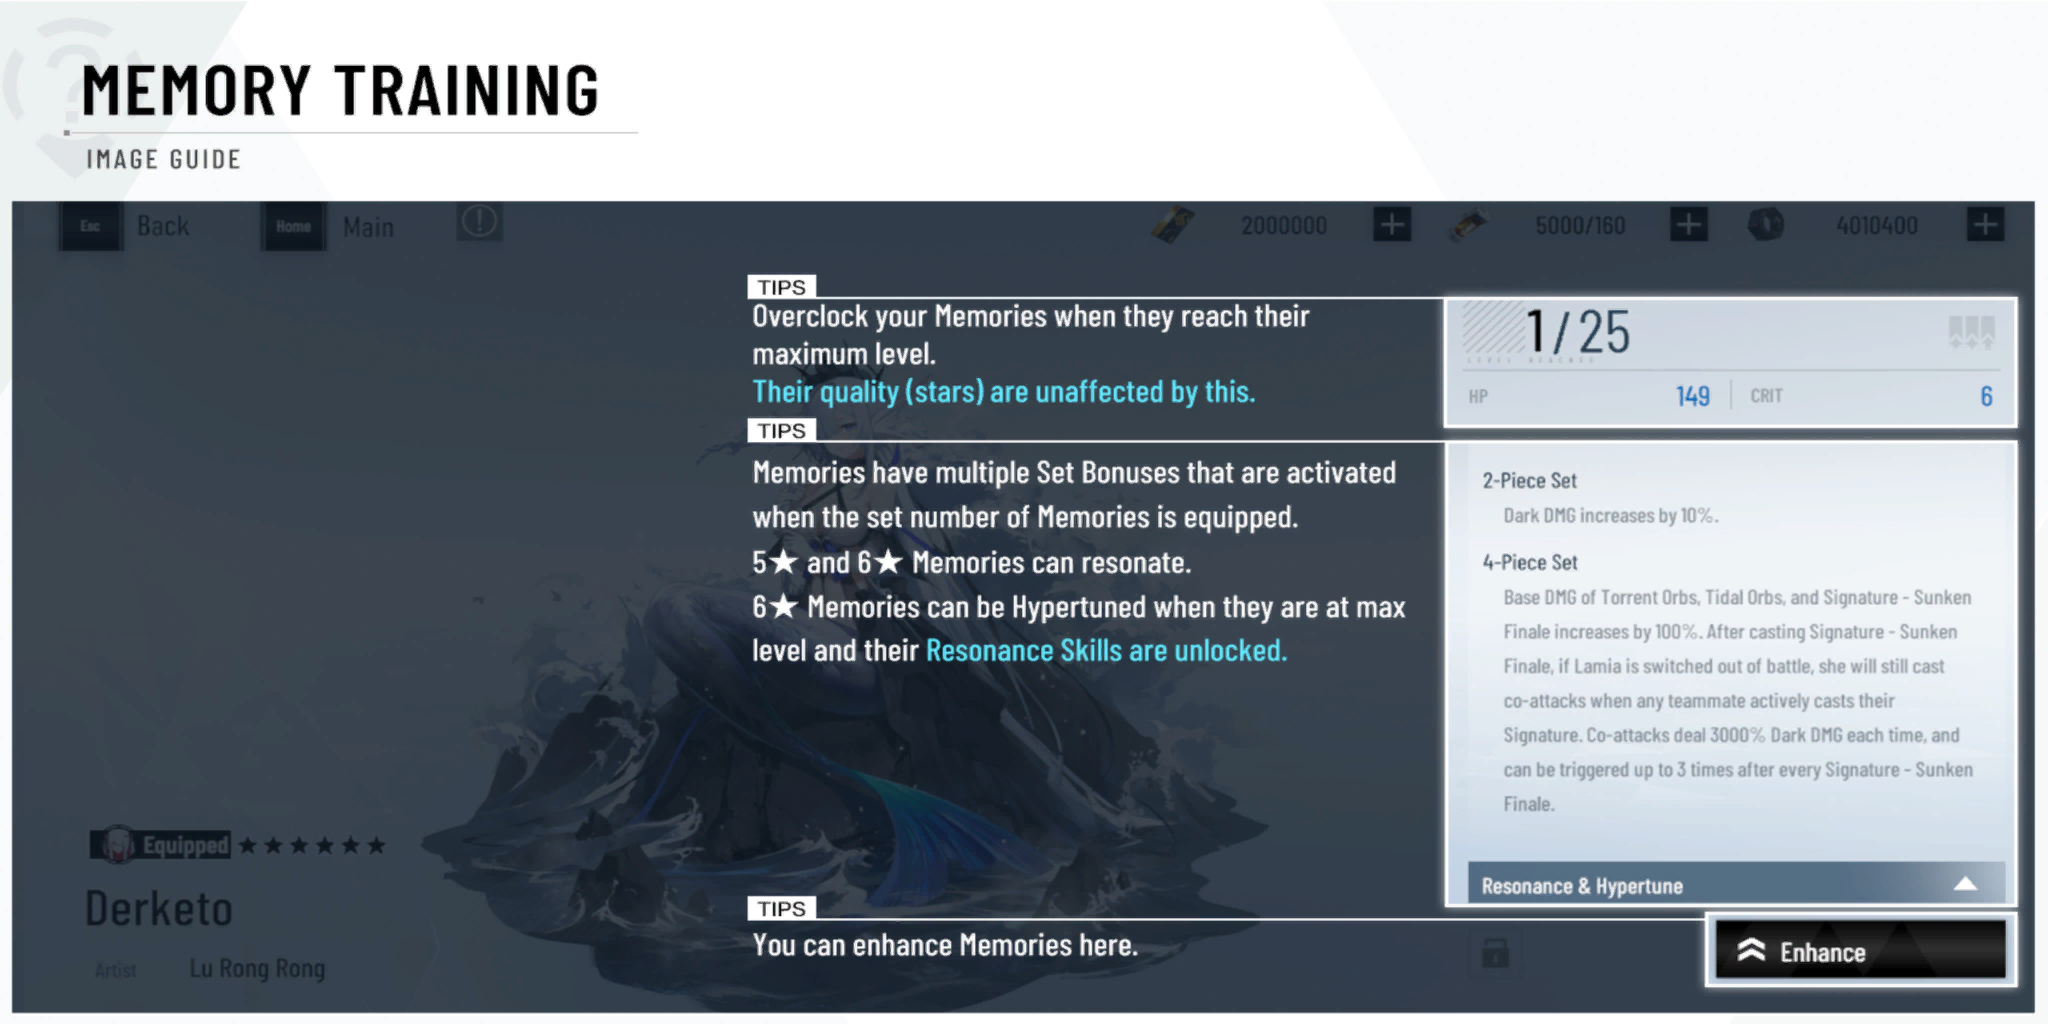 MEMORY TRAINING
IMAGE GUIDE
Esc Back Home Main 2000000 5000/160 4010400
TIPS
Overclock your Memories when they reach their
maximum level.
Their quality (stars) are unaffected by this.
1/25
HP 149 CRIT 6
TIPS
Memories have multiple Set Bonuses that are activated
when the set number of Memories is equipped.
5★ and 6★ Memories can resonate.
6★ Memories can be Hypertuned when they are at max
level and their Resonance Skills are unlocked.
2-Piece Set
Dark DMG increases by 10%.
4-Piece Set
Base DMG of Torrent Orbs, Tidal Orbs, and Signature - Sunken
Finale increases by 100%. After casting Signature - Sunken
Finale, if Lamia is switched out of battle, she will still cast
co-attacks when any teammate actively casts their
Signature. Co-attacks deal 3000% Dark DMG each time, and
can be triggered up to 3 times after every Signature - Sunken
Finale.
Resonance & Hypertune
Equipped ★★★★★★
Derketo
Artist Lu Rong Rong
TIPS
You can enhance Memories here.
Enhance